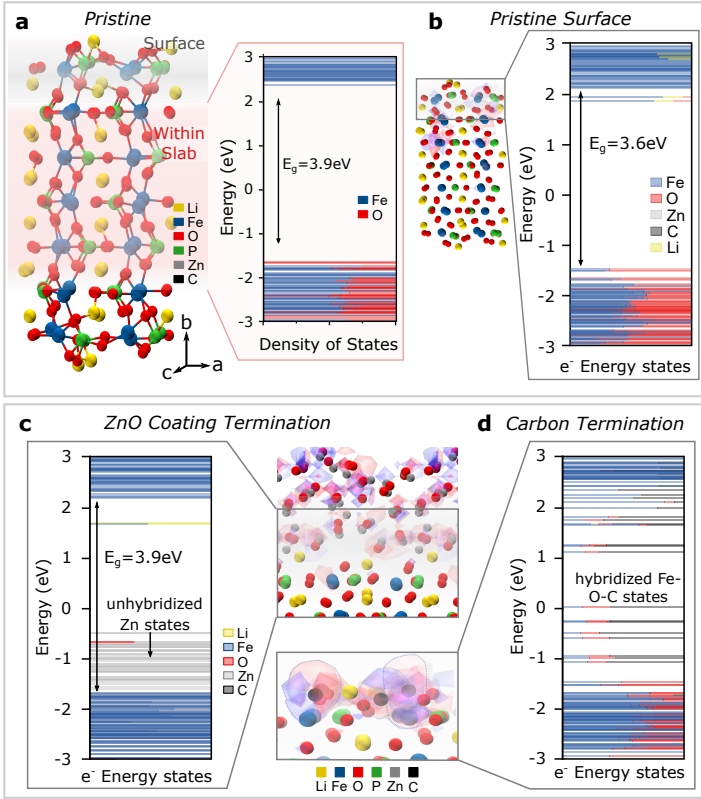 a
Pristine
Surface
Within
Slab
Li
Fe
O
P
Zn
C
b
c
a
Energy (eV)
3
2
1
0
-1
-2
-3
E_g=3.9eV
Fe
O
Density of States
b
Pristine Surface
Energy (eV)
3
2
1
0
-1
-2
-3
E_g=3.6eV
Fe
O
Zn
C
Li
e⁻ Energy states
c
ZnO Coating Termination
Energy (eV)
3
2
1
0
-1
-2
-3
E_g=3.9eV
unhybridized
Zn states
Li
Fe
O
Zn
C
e⁻ Energy states
Li Fe O P Zn C
d
Carbon Termination
Energy (eV)
3
2
1
0
-1
-2
-3
hybridized Fe-
O-C states
e⁻ Energy states